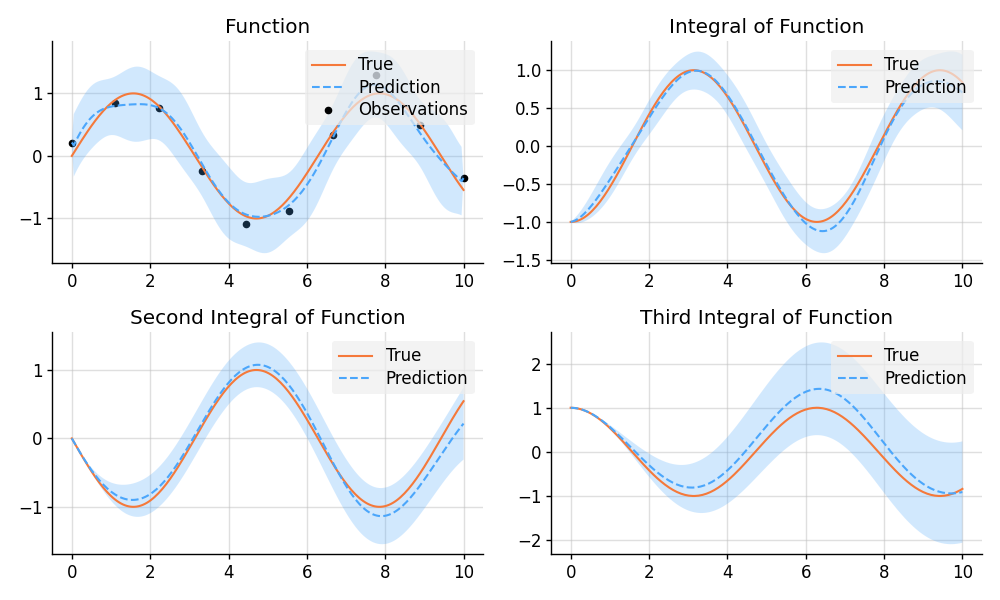 Function
True
Prediction
Observations
1
0
−1
0 2 4 6 8 10
Integral of Function
True
Prediction
1.0
0.5
0.0
−0.5
−1.0
−1.5
0 2 4 6 8 10
Second Integral of Function
True
Prediction
1
0
−1
0 2 4 6 8 10
Third Integral of Function
True
Prediction
2
1
0
−1
−2
0 2 4 6 8 10